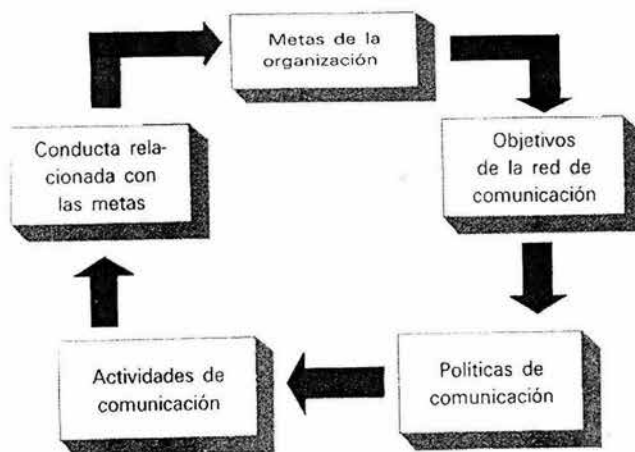 Metas de la
organización
Objetivos
de la red de
comunicación
Políticas de
comunicación
Actividades de
comunicación
Conducta rela-
cionada con
las metas